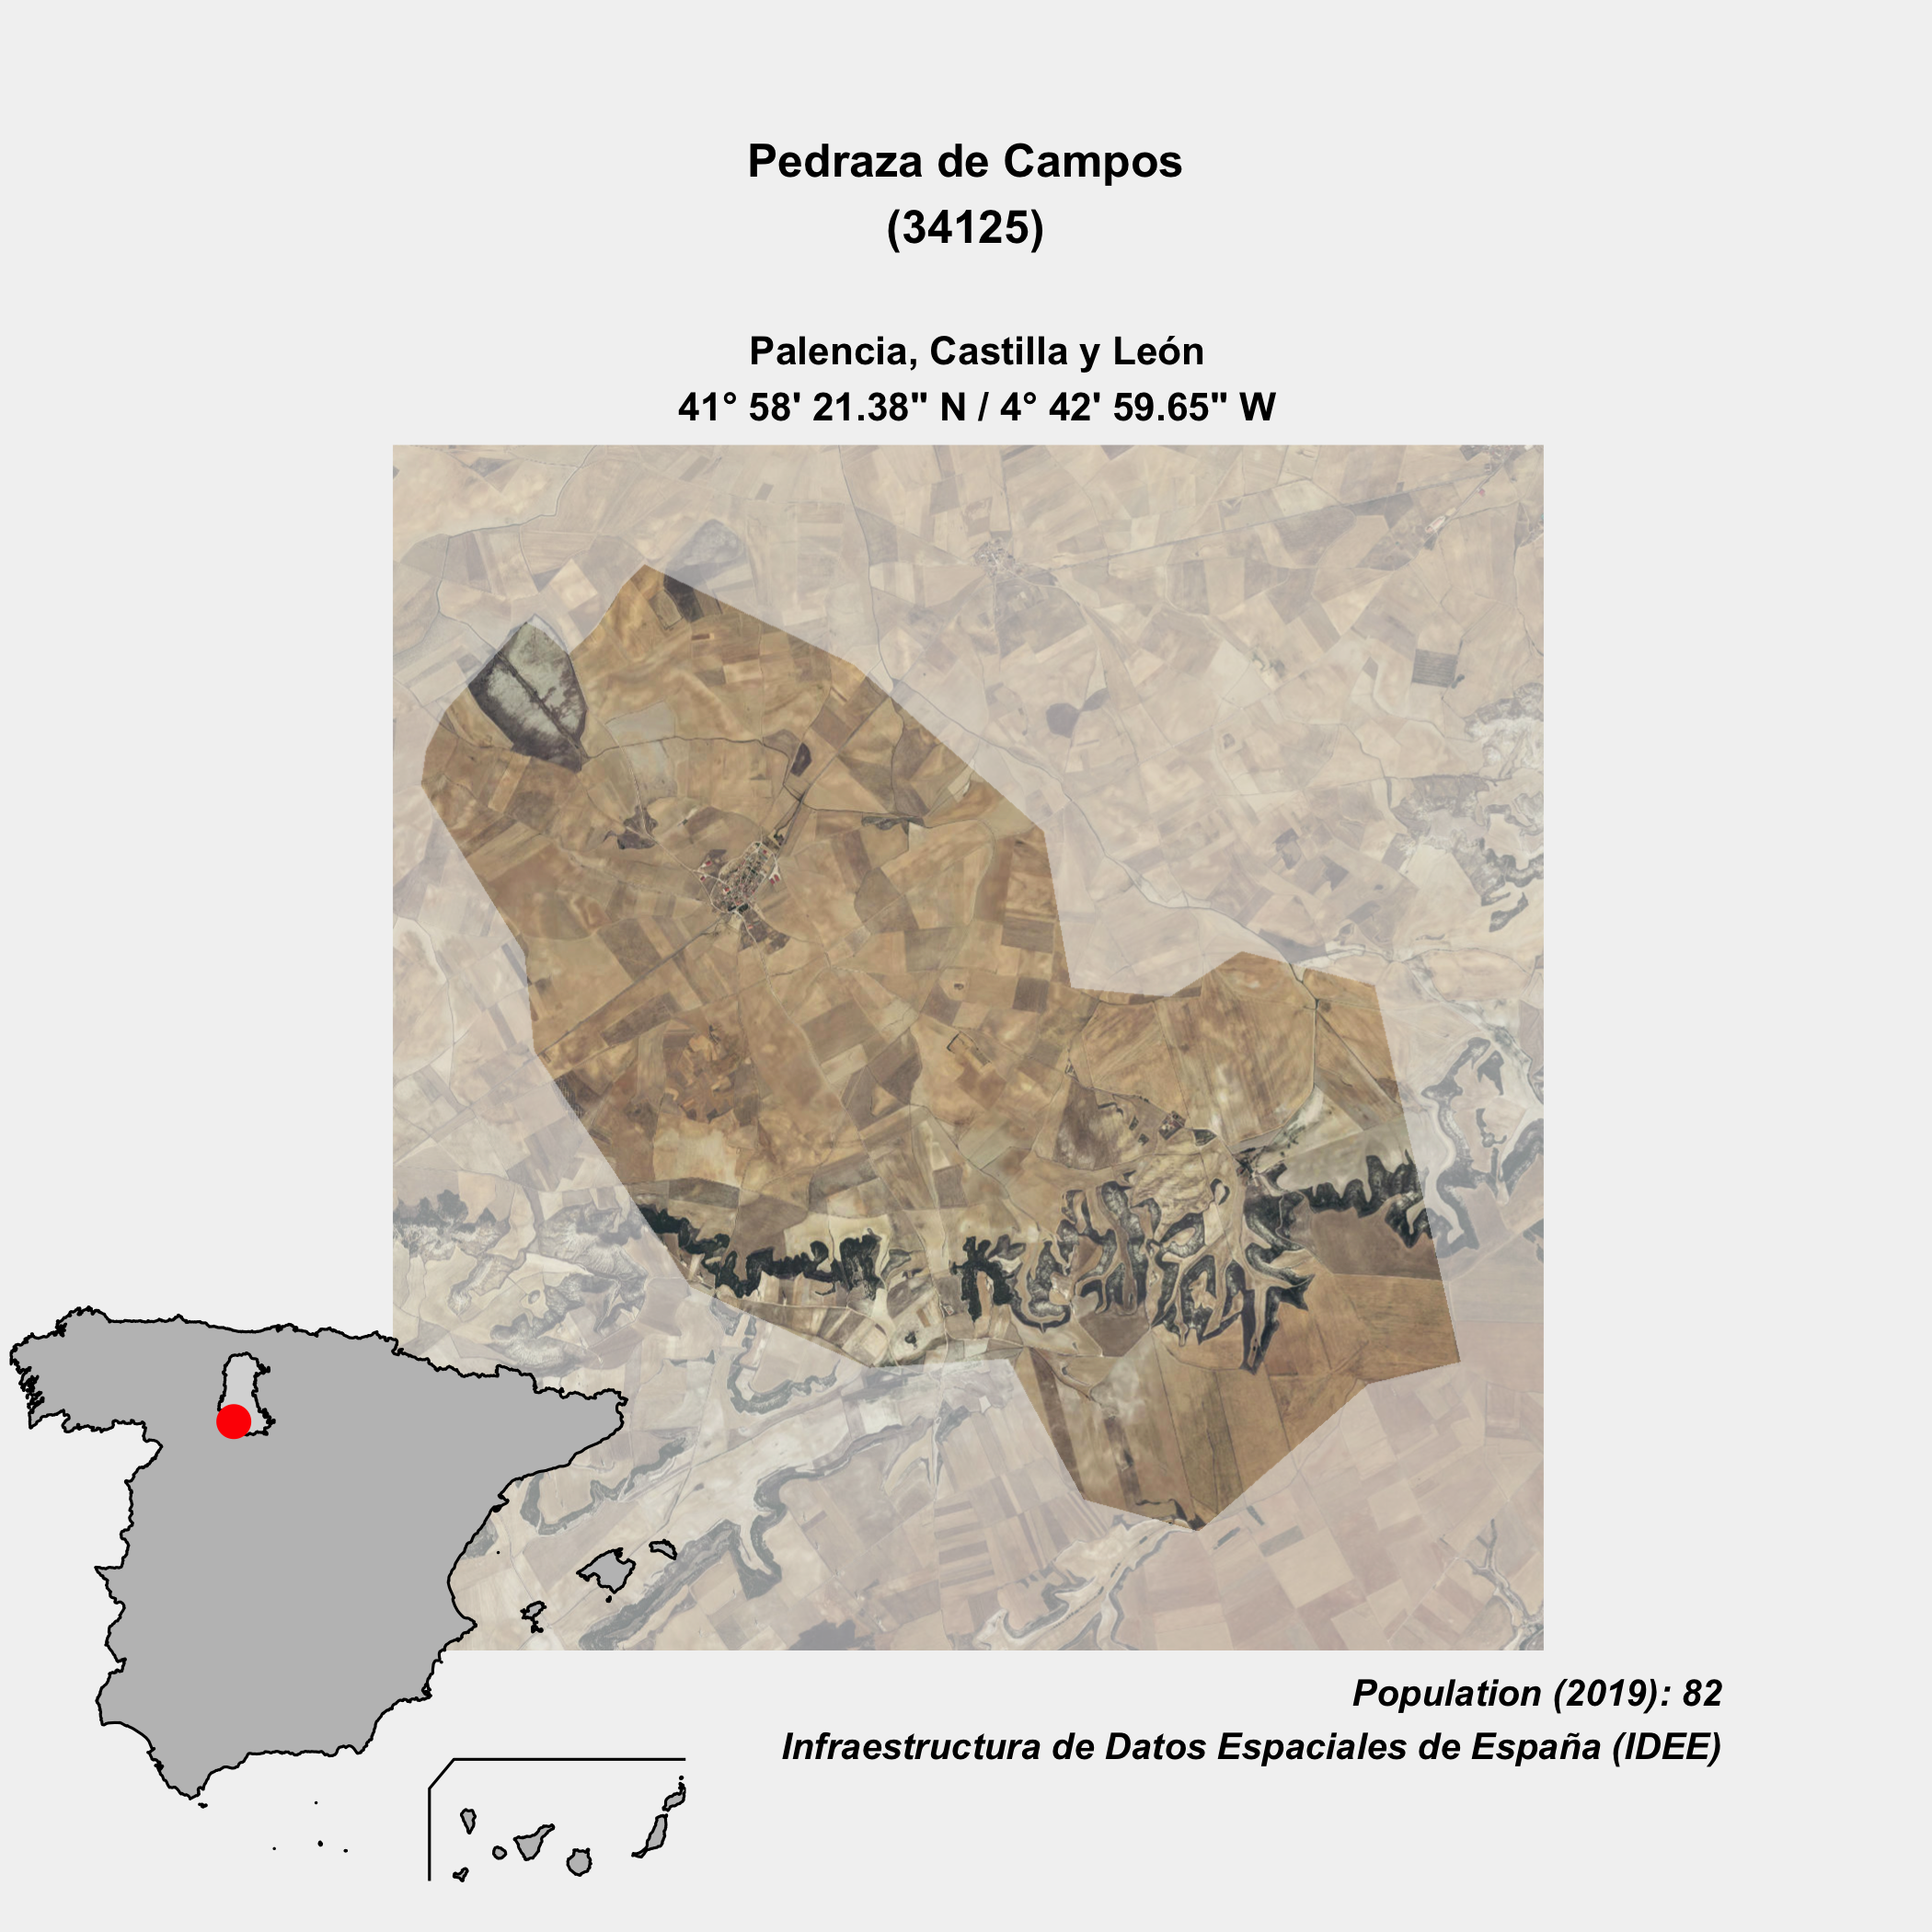 Pedraza de Campos
(34125)
Palencia, Castilla y León
41° 58' 21.38" N / 4° 42' 59.65" W
Population (2019): 82
Infraestructura de Datos Espaciales de España (IDEE)